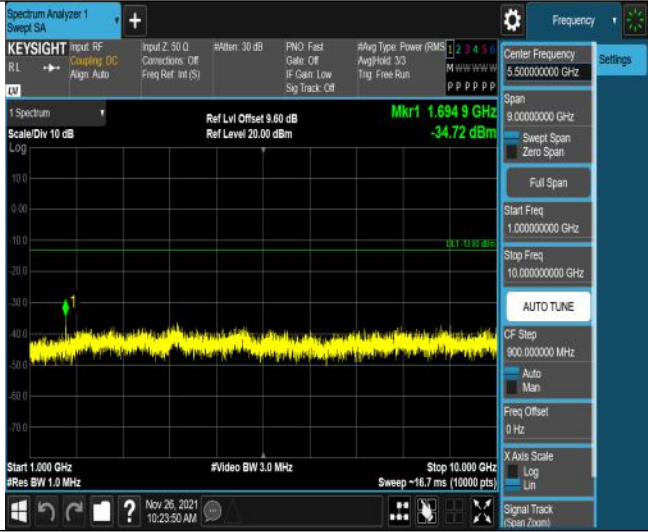 Spectrum Analyzer 1
Swept SA
+
Frequency
KEYSIGHT
Input: RF
Input Z: 50 Ω
#Atten: 30 dB
PNO: Fast
#Avg Type: Power (RMS
1 2 3 4 5 6
RL
Coupling: DC
Corrections: Off
Gate: Off
Avg|Hold: 3/3
M W W W W W
Align: Auto
Freq Ref: Int (S)
IF Gain: Low
Trig: Free Run
Sig Track: Off
P P P P P P
1 Spectrum
Scale/Div 10 dB
Ref Lvl Offset 9.60 dB
Ref Level 20.00 dBm
Mkr1 1.694 9 GHz
-34.72 dBm
Log
10.0
0.00
-10.0
DL1 -13.00 dBm
-20.0
-30.0
1
-40.0
-50.0
-60.0
-70.0
Start 1.000 GHz
#Video BW 3.0 MHz
Stop 10.000 GHz
#Res BW 1.0 MHz
Sweep ~16.7 ms (10000 pts)
Nov 26, 2021
10:23:50 AM
?
Center Frequency
5.500000000 GHz
Settings
Span
9.00000000 GHz
Swept Span
Zero Span
Full Span
Start Freq
1.000000000 GHz
Stop Freq
10.000000000 GHz
AUTO TUNE
CF Step
900.000000 MHz
Auto
Man
Freq Offset
0 Hz
X Axis Scale
Log
Lin
Signal Track
(Span Zoom)